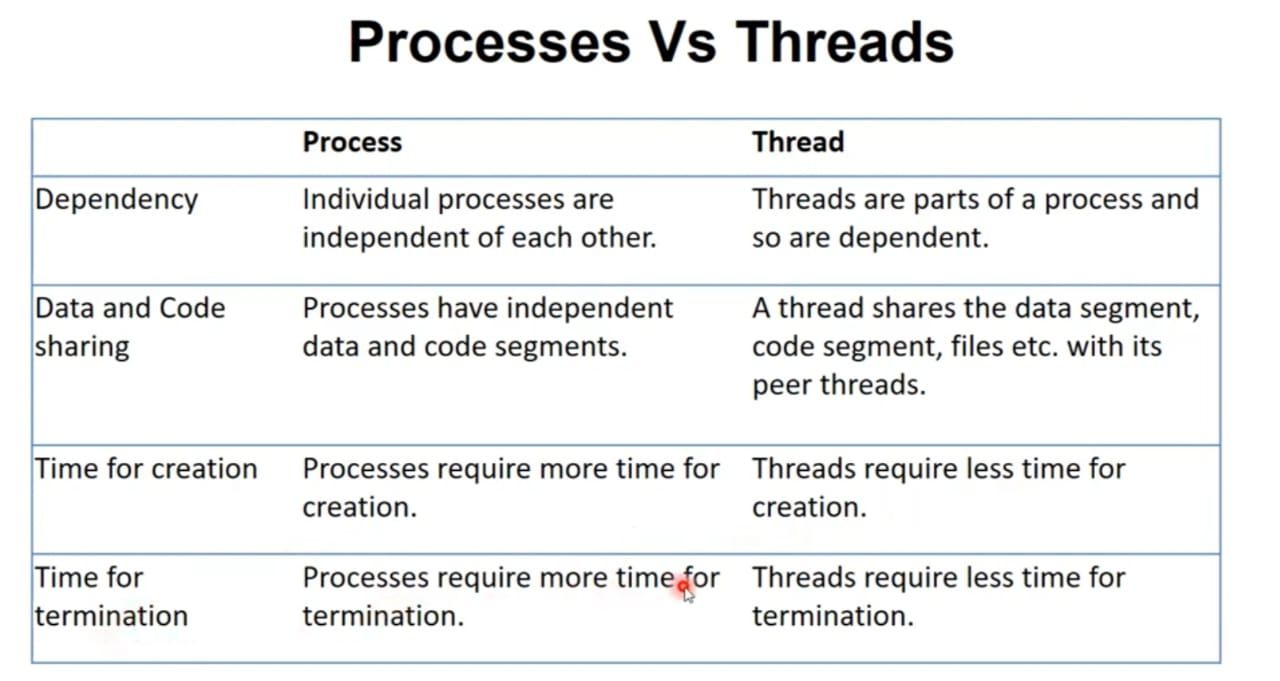 Processes Vs Threads
Process Thread
Dependency Individual processes are Threads are parts of a process and
independent of each other. so are dependent.
Data and Code Processes have independent A thread shares the data segment,
sharing data and code segments. code segment, files etc. with its
peer threads.
Time for creation Processes require more time for Threads require less time for
creation. creation.
Time for Processes require more time for Threads require less time for
termination termination. termination.